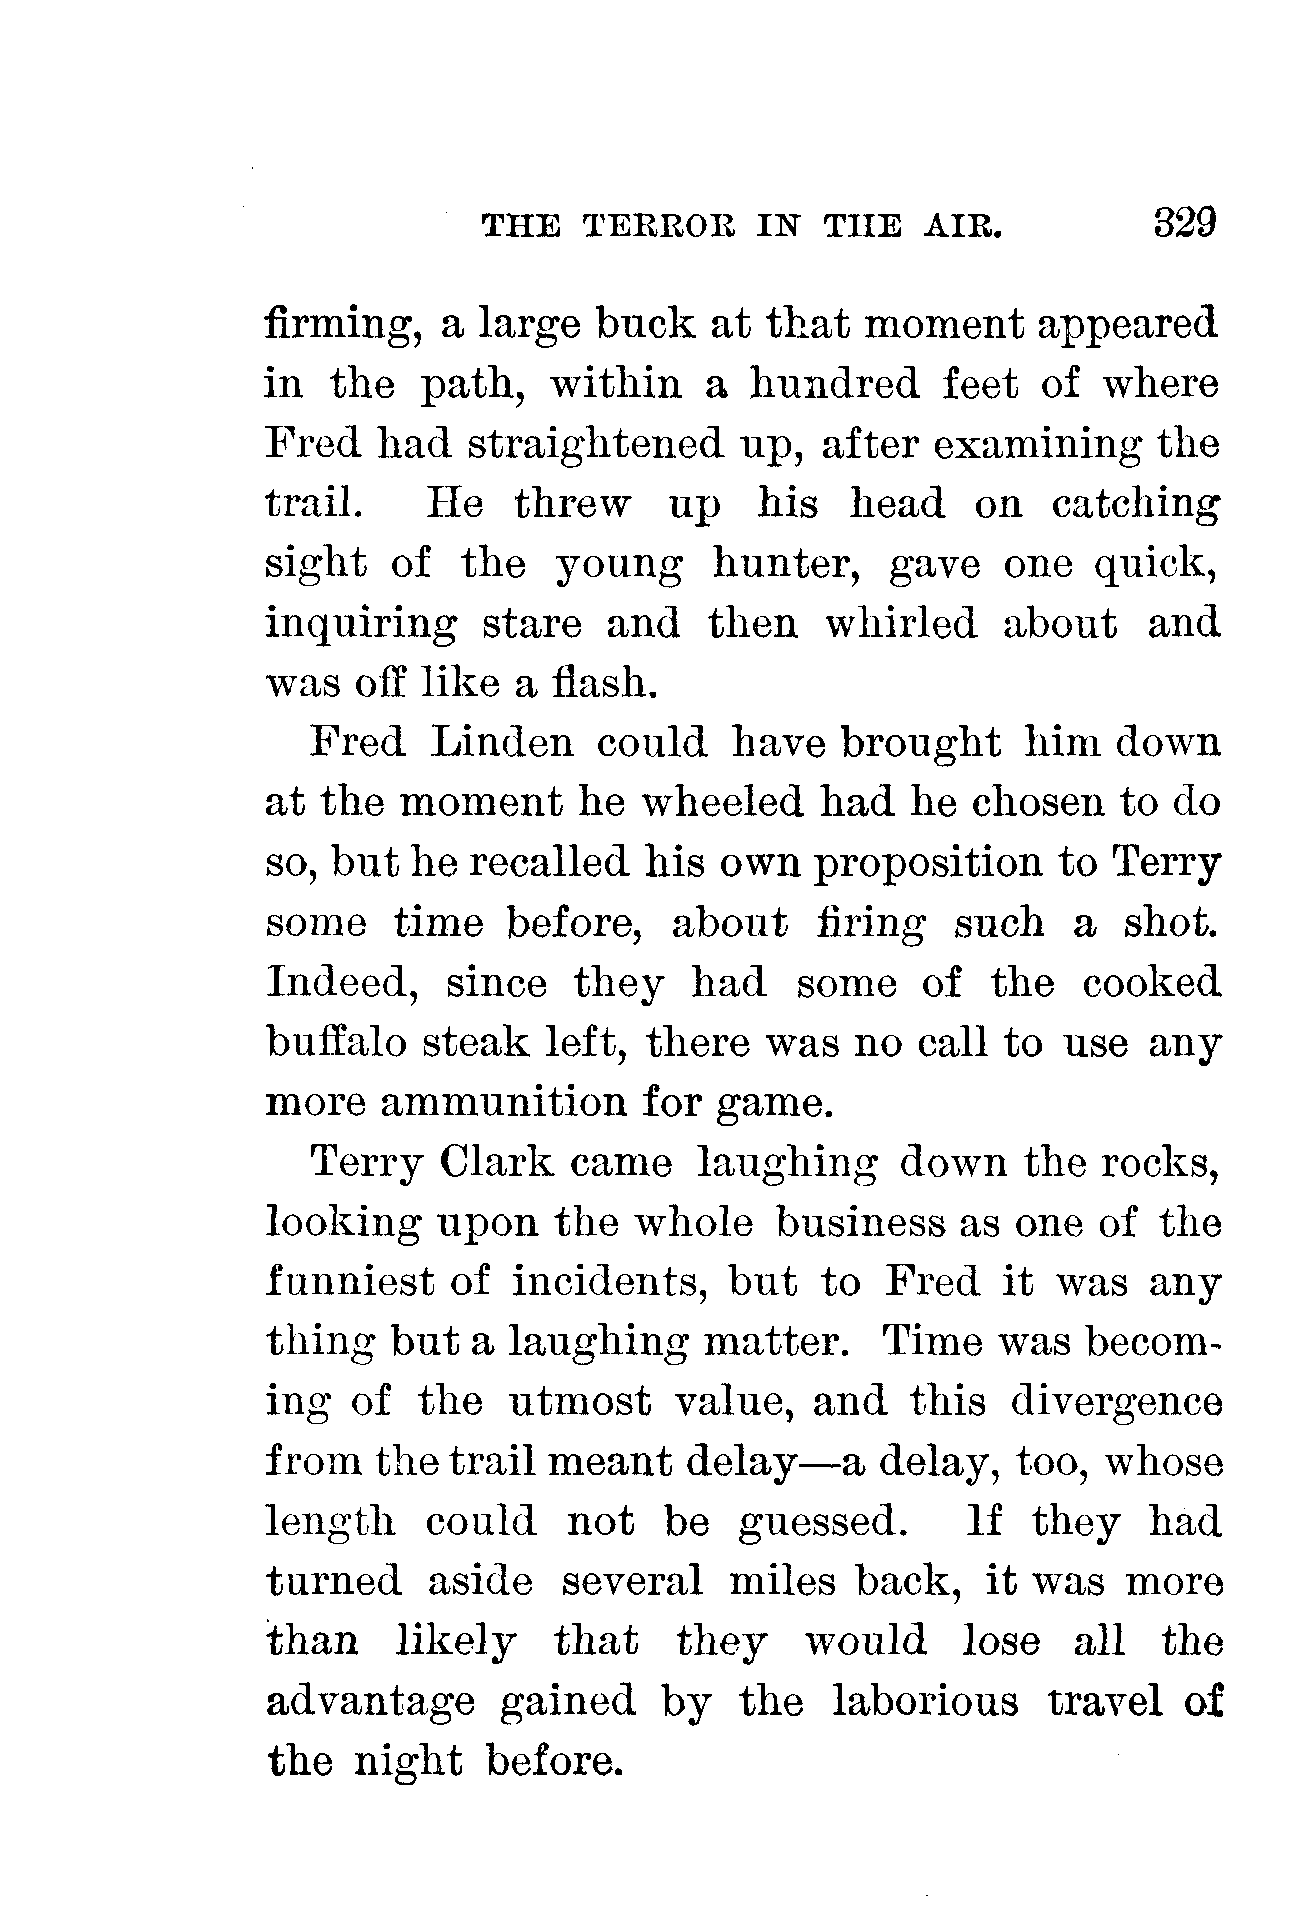 THE TERROR IN THE AIR. 329
firming, a large buck at that moment appeared
in the path, within a hundred feet of where
Fred had straightened up, after examining the
trail. He threw up his head on catching
sight of the young hunter, gave one quick,
inquiring stare and then whirled about and
was off like a flash.
Fred Linden could have brought him down
at the moment he wheeled had he chosen to do
so, but he recalled his own proposition to Terry
some time before, about firing such a shot.
Indeed, since they had some of the cooked
buffalo steak left, there was no call to use any
more ammunition for game.
Terry Clark came laughing down the rocks,
looking upon the whole business as one of the
funniest of incidents, but to Fred it was any
thing but a laughing matter. Time was becom-
ing of the utmost value, and this divergence
from the trail meant delay—a delay, too, whose
length could not be guessed. If they had
turned aside several miles back, it was more
than likely that they would lose all the
advantage gained by the laborious travel of
the night before.